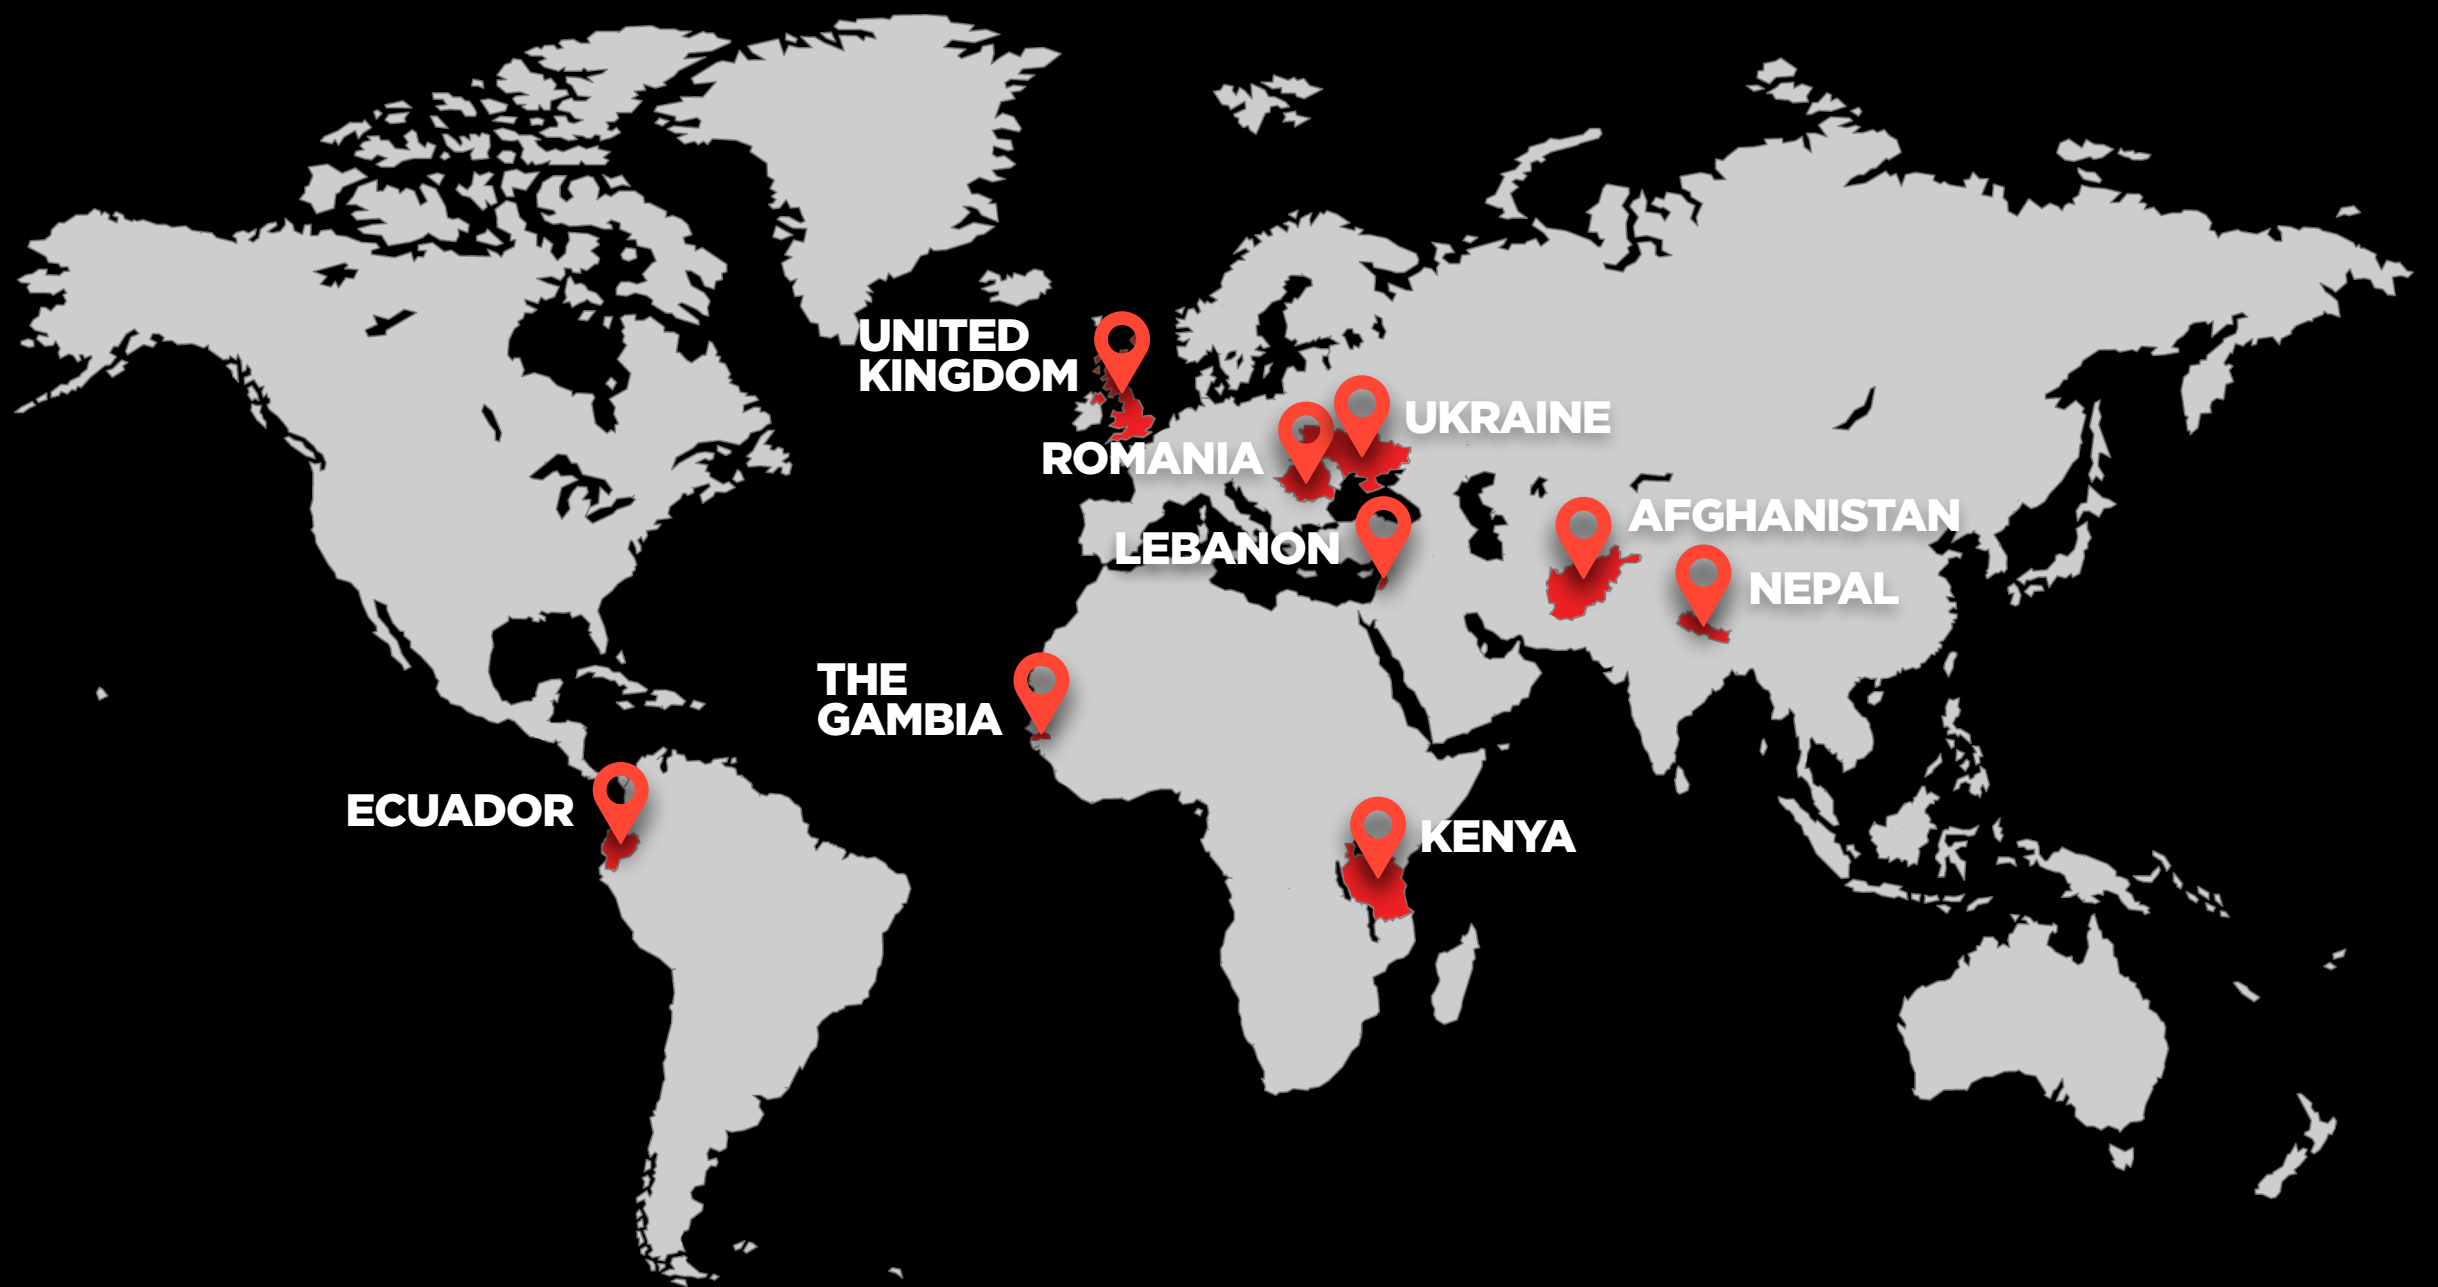 UNITED
KINGDOM
UKRAINE
ROMANIA
AFGHANISTAN
LEBANON
NEPAL
THE
GAMBIA
ECUADOR
KENYA